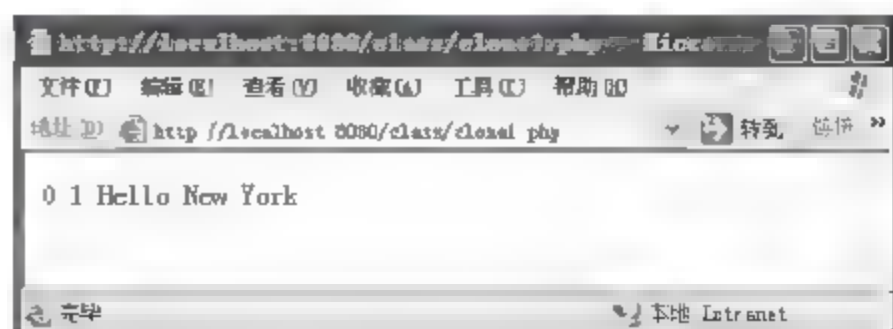 文件(F) 编辑(E) 查看(V) 收藏(A) 工具(T) 帮助(H)
地址(D) http //localhost 8080/class/ php 转到 链接 »
0 1 Hello New York
完毕 本地 Intranet